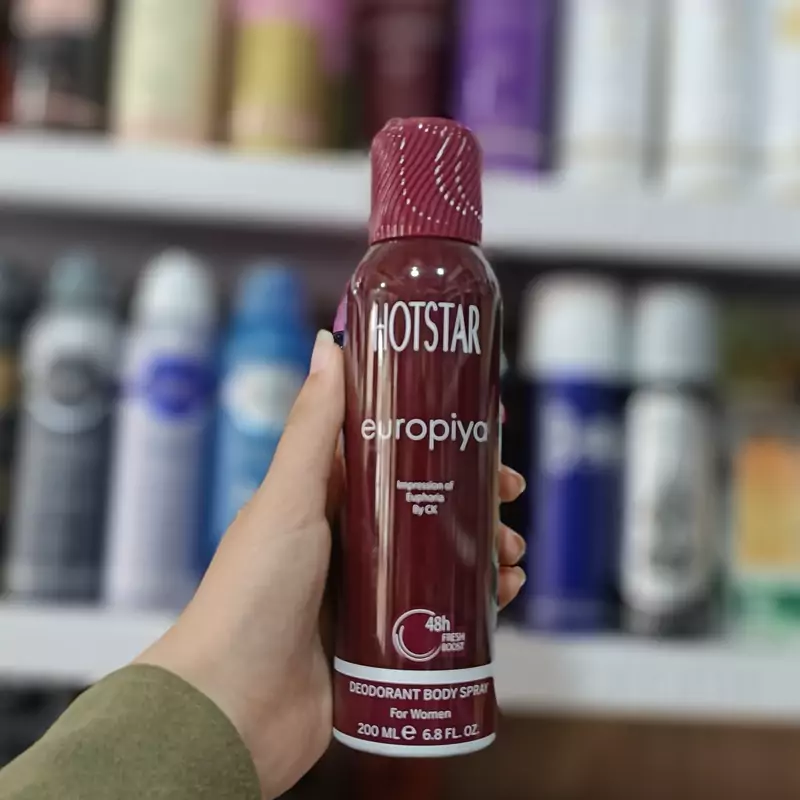 HOTSTAR
europiya
Impression of
Euphoria
By CK
48h
FRESH
BOOST
DEODORANT BODY SPRAY
For Women
200 ML e 6.8 FL. OZ.